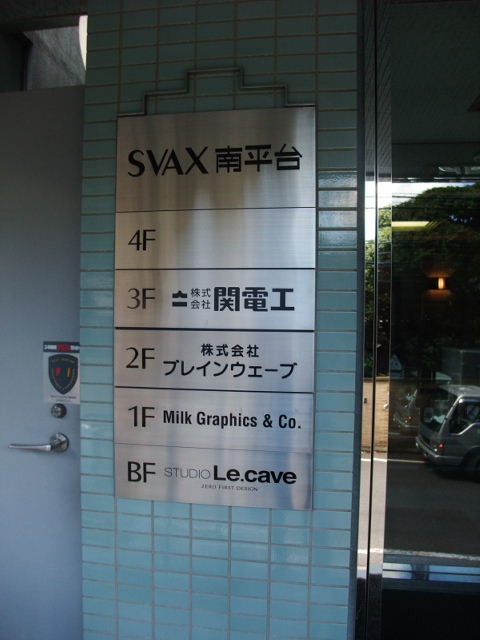 SVAX 南平台
4F
3F 株式会社 関電工
2F 株式会社
ブレインウェーブ
1F Milk Graphics & Co.
BF STUDIO Le.cave
ZERO FIRST DESIGN